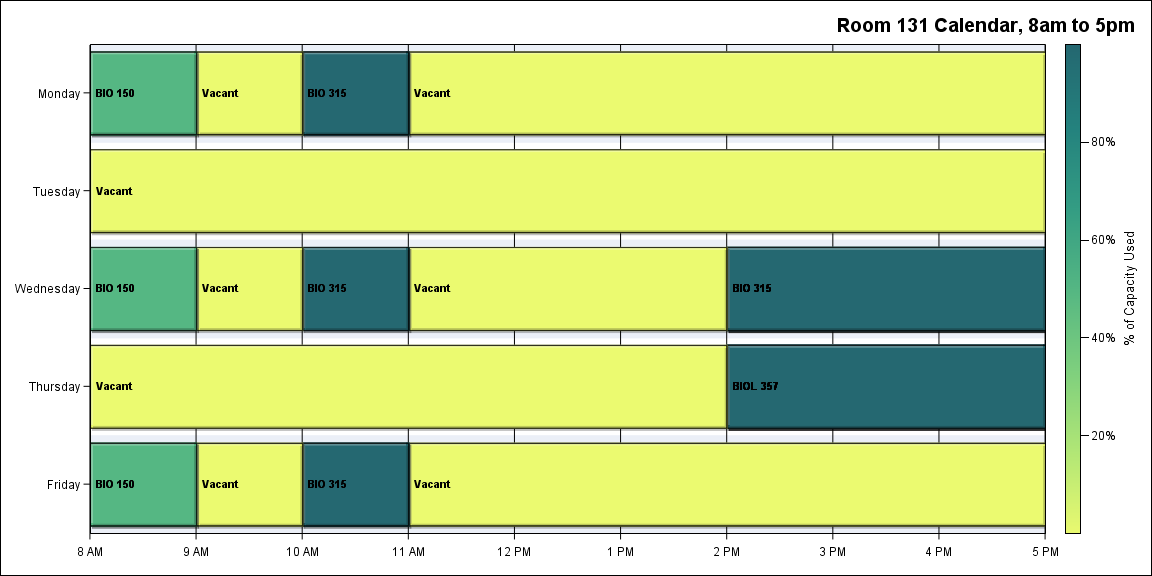 Room 131 Calendar, 8am to 5pm
Monday
BIO 150
Vacant
BIO 315
Vacant
Tuesday
Vacant
Wednesday
BIO 150
Vacant
BIO 315
Vacant
BIO 315
Thursday
Vacant
BIOL 357
Friday
BIO 150
Vacant
BIO 315
Vacant
8 AM
9 AM
10 AM
11 AM
12 PM
1 PM
2 PM
3 PM
4 PM
5 PM
80%
60%
40%
20%
% of Capacity Used